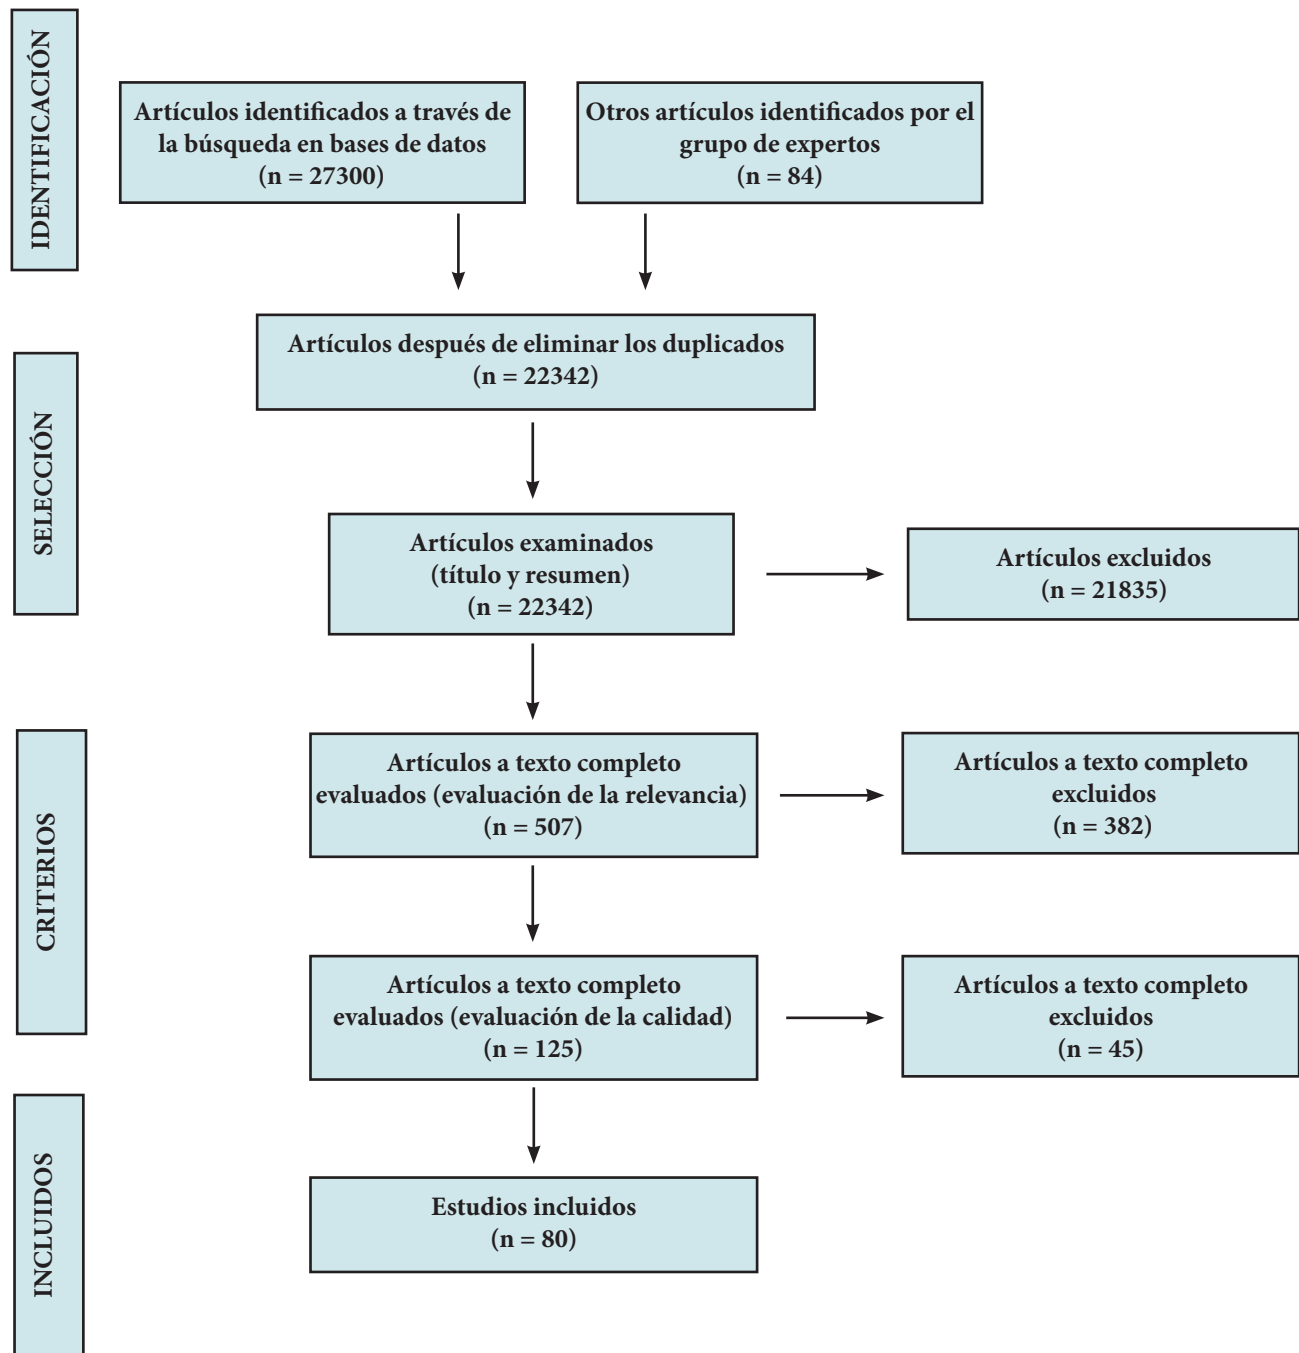 IDENTIFICACIÓN
Artículos identificados a través de
la búsqueda en bases de datos
(n = 27300)
Otros artículos identificados por el
grupo de expertos
(n = 84)
SELECCIÓN
Artículos después de eliminar los duplicados
(n = 22342)
Artículos examinados
(título y resumen)
(n = 22342)
Artículos excluidos
(n = 21835)
CRITERIOS
Artículos a texto completo
evaluados (evaluación de la relevancia)
(n = 507)
Artículos a texto completo
excluidos
(n = 382)
Artículos a texto completo
evaluados (evaluación de la calidad)
(n = 125)
Artículos a texto completo
excluidos
(n = 45)
INCLUIDOS
Estudios incluidos
(n = 80)